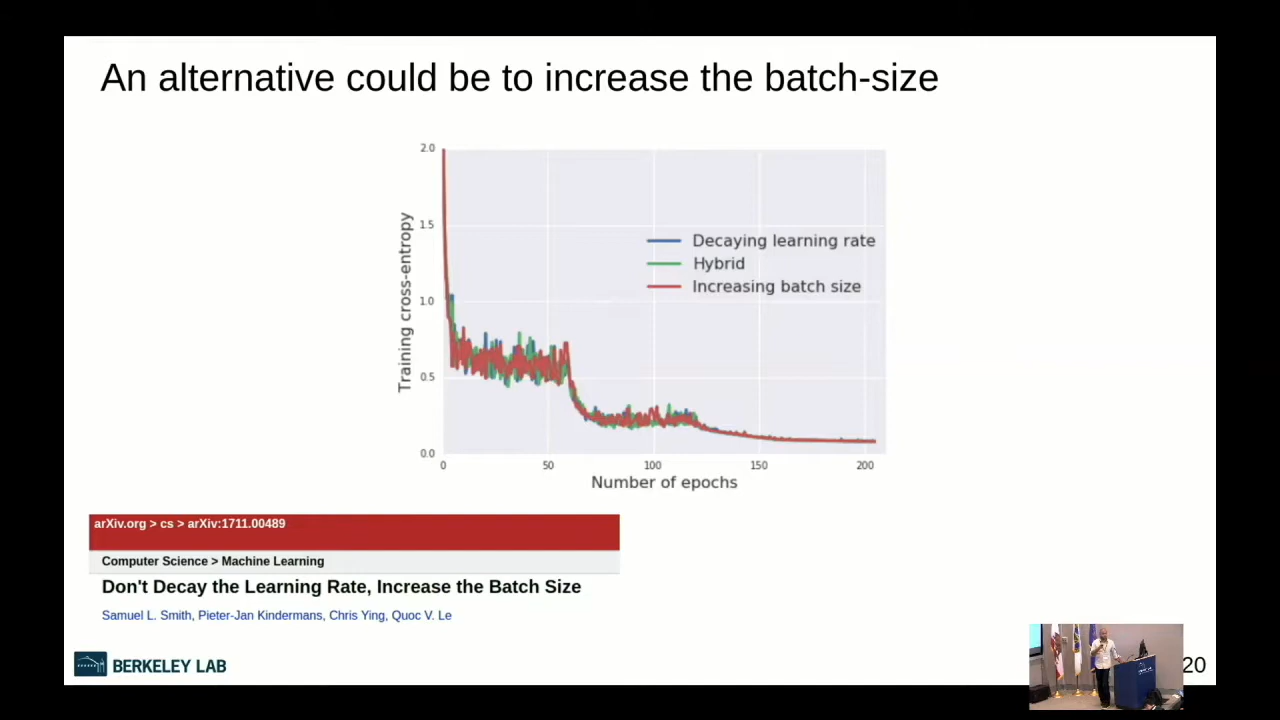 An alternative could be to increase the batch-size
2.0
1.5
1.0
0.5
0.0
Training cross-entropy
Decaying learning rate
Hybrid
Increasing batch size
0 50 100 150 200
Number of epochs
arXiv.org > cs > arXiv:1711.00489
Computer Science > Machine Learning
Don't Decay the Learning Rate, Increase the Batch Size
Samuel L. Smith, Pieter-Jan Kindermans, Chris Ying, Quoc V. Le
BERKELEY LAB
20